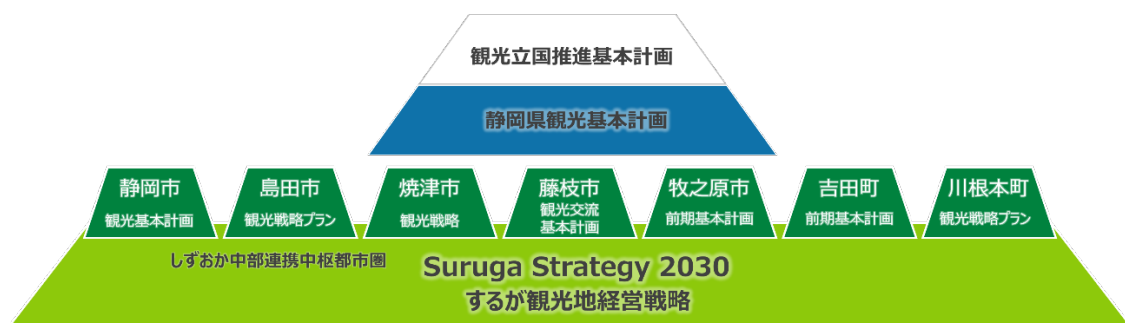 観光立国推進基本計画
静岡県観光基本計画
静岡市
観光基本計画
島田市
観光戦略プラン
焼津市
観光戦略
藤枝市
観光交流
基本計画
牧之原市
前期基本計画
吉田町
前期基本計画
川根本町
観光戦略プラン
しずおか中部連携中枢都市圏
Suruga Strategy 2030
するが観光地経営戦略